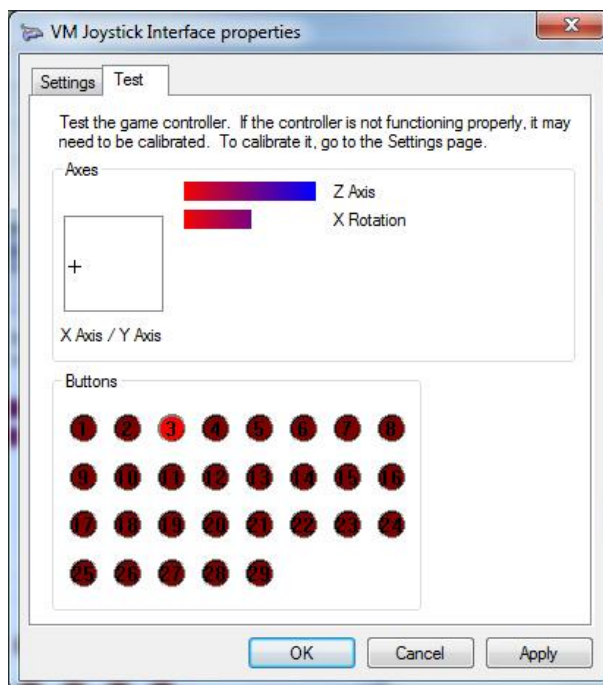 VM Joystick Interface properties
Settings Test
Test the game controller. If the controller is not functioning properly, it may
need to be calibrated. To calibrate it, go to the Settings page.
Axes
Z Axis
X Rotation
X Axis / Y Axis
Buttons
1 2 3 4 5 6 7 8
9 10 11 12 13 14 15 16
17 18 19 20 21 22 23 24
25 26 27 28 29
OK Cancel Apply